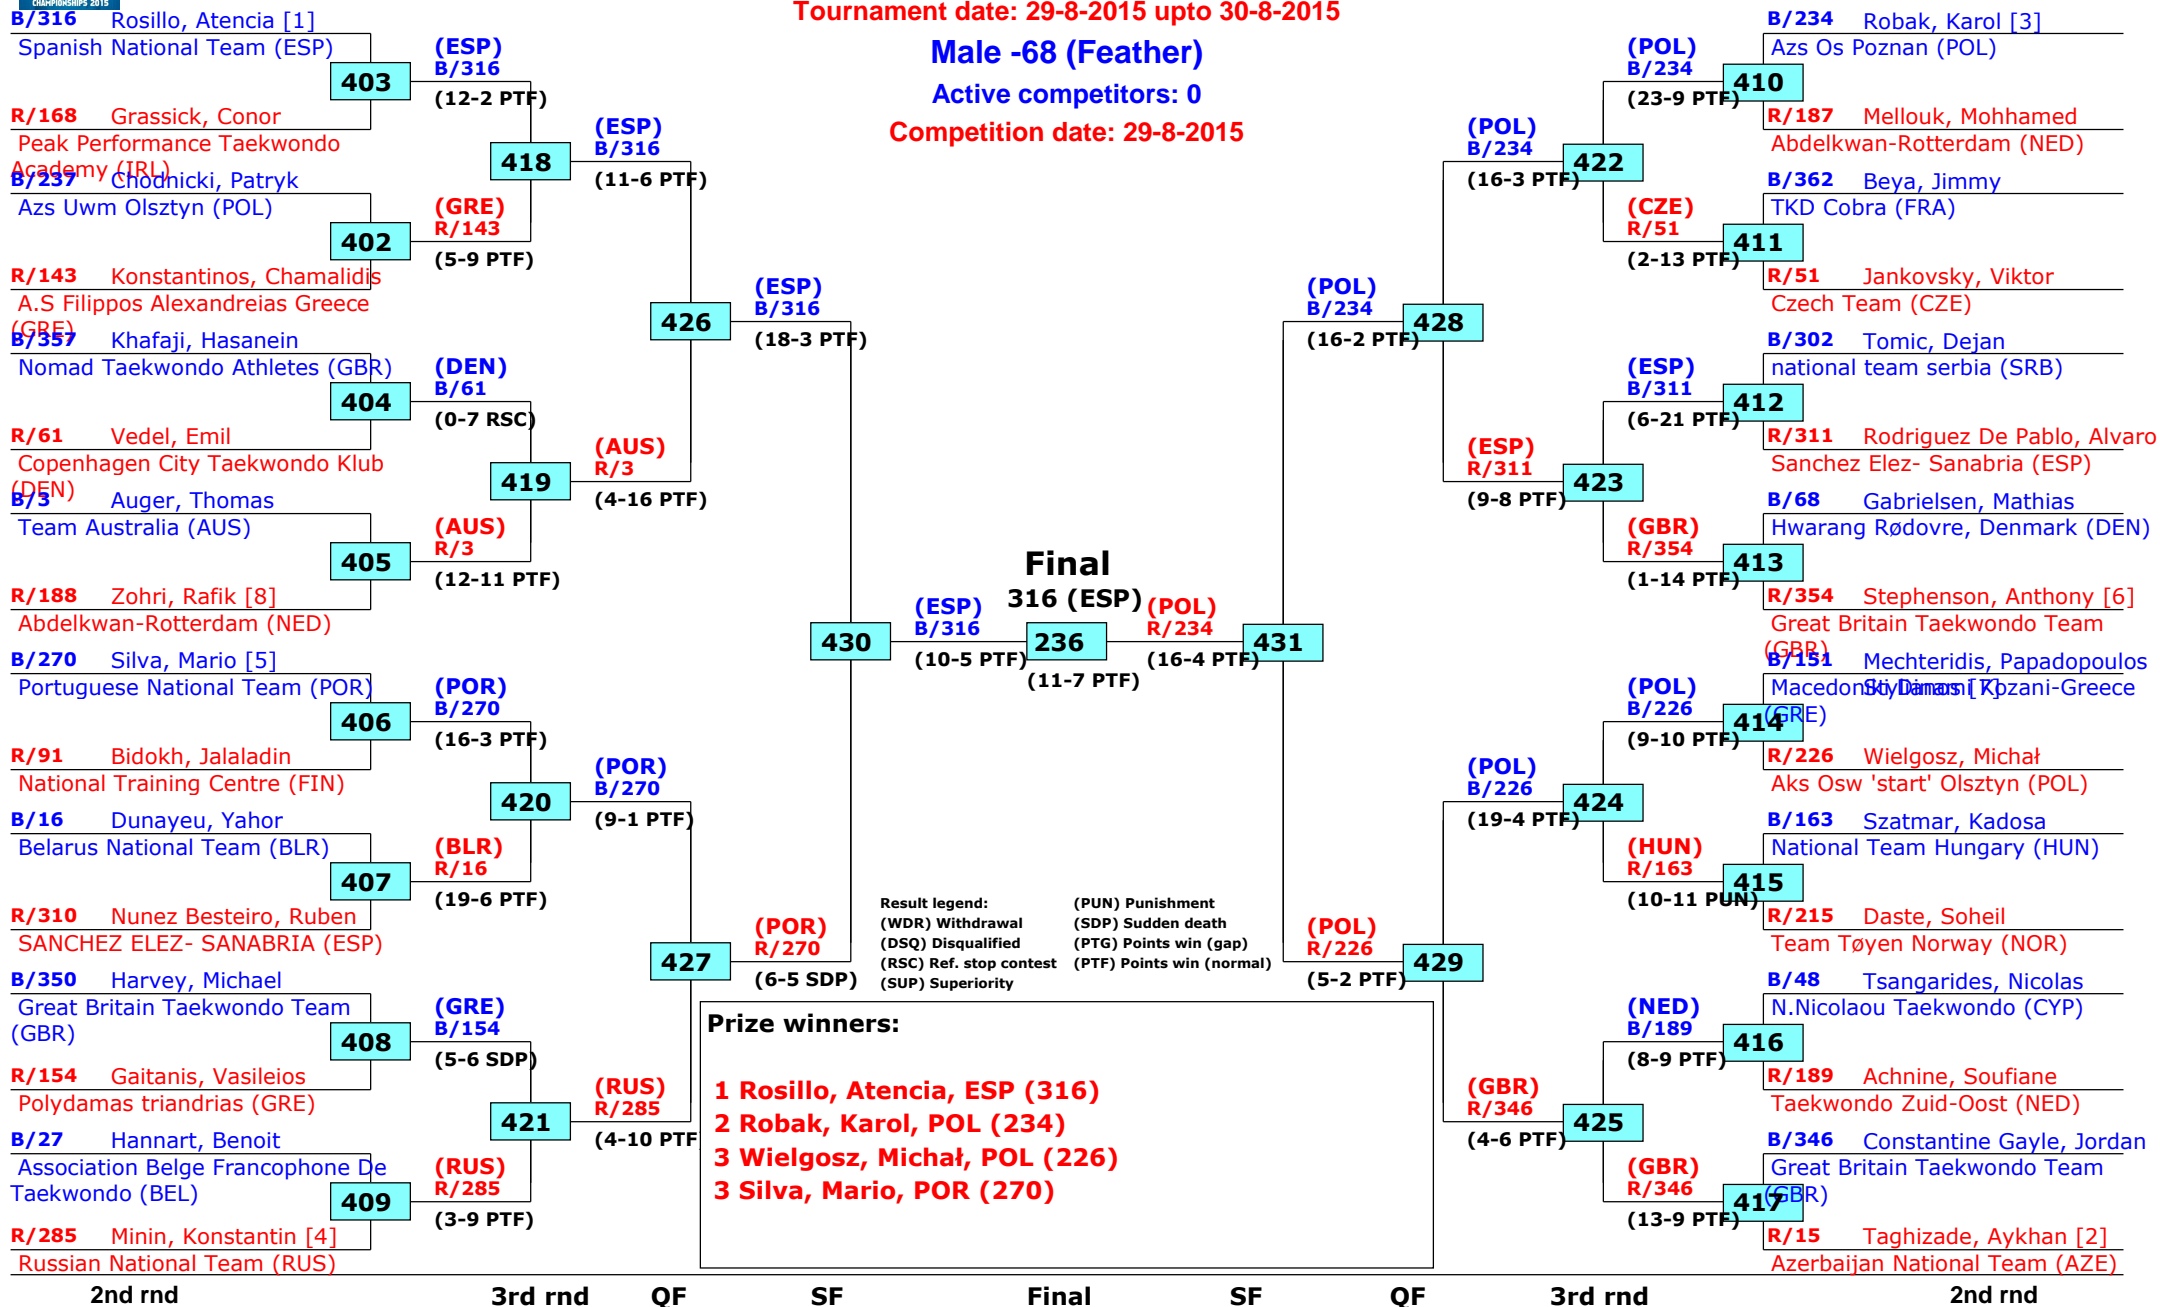 CHAMPIONSHIPS 2015
Tournament date: 29-8-2015 upto 30-8-2015
Male -68 (Feather)
Active competitors: 0
Competition date: 29-8-2015
B/316 Rosillo, Atencia [1]
Spanish National Team (ESP)
403
R/168 Grassick, Conor
Peak Performance Taekwondo
Academy (IRL)
B/237 Chodnicki, Patryk
Azs Uwm Olsztyn (POL)
402
R/143 Konstantinos, Chamalidis
A.S Filippos Alexandreias Greece
(GRE)
B/357 Khafaji, Hasanein
Nomad Taekwondo Athletes (GBR)
404
R/61 Vedel, Emil
Copenhagen City Taekwondo Klub
(DEN)
B/3 Auger, Thomas
Team Australia (AUS)
405
R/188 Zohri, Rafik [8]
Abdelkwan-Rotterdam (NED)
B/270 Silva, Mario [5]
Portuguese National Team (POR)
406
R/91 Bidokh, Jalaladin
National Training Centre (FIN)
B/16 Dunayeu, Yahor
Belarus National Team (BLR)
407
R/310 Nunez Besteiro, Ruben
SANCHEZ ELEZ- SANABRIA (ESP)
B/350 Harvey, Michael
Great Britain Taekwondo Team
(GBR)
408
R/154 Gaitanis, Vasileios
Polydamas triandrias (GRE)
B/27 Hannart, Benoit
Association Belge Francophone De
Taekwondo (BEL)
409
R/285 Minin, Konstantin [4]
Russian National Team (RUS)
(ESP)
B/316
(12-2 PTF)
418
(GRE)
R/143
(5-9 PTF)
(DEN)
B/61
(0-7 RSC)
419
(AUS)
R/3
(12-11 PTF)
(POR)
B/270
(16-3 PTF)
420
(BLR)
R/16
(19-6 PTF)
(GRE)
B/154
(5-6 SDP)
421
(RUS)
R/285
(3-9 PTF)
(ESP)
B/316
(11-6 PTF)
426
(AUS)
R/3
(4-16 PTF)
(POR)
B/270
(9-1 PTF)
427
(RUS)
R/285
(4-10 PTF)
(ESP)
B/316
(18-3 PTF)
430
(POR)
R/270
(6-5 SDP)
(ESP)
B/316
(10-5 PTF)
Final
316 (ESP)
236
(11-7 PTF)
(POL)
R/234
(16-4 PTF)
431
(POL)
B/234
(16-2 PTF)
428
(POL)
R/226
(5-2 PTF)
429
(POL)
B/234
(16-3 PTF)
422
(ESP)
R/311
(9-8 PTF)
423
(POL)
B/226
(19-4 PTF)
424
(GBR)
R/346
(4-6 PTF)
425
(POL)
B/234
(23-9 PTF)
410
(CZE)
R/51
(2-13 PTF)
411
(ESP)
B/311
(6-21 PTF)
412
(GBR)
R/354
(1-14 PTF)
413
(POL)
B/226
(9-10 PTF)
414
(HUN)
R/163
(10-11 PUN)
415
(NED)
B/189
(8-9 PTF)
416
(GBR)
R/346
(13-9 PTF)
417
B/234 Robak, Karol [3]
Azs Os Poznan (POL)
R/187 Mellouk, Mohhamed
Abdelkwan-Rotterdam (NED)
B/362 Beya, Jimmy
TKD Cobra (FRA)
R/51 Jankovsky, Viktor
Czech Team (CZE)
B/302 Tomic, Dejan
national team serbia (SRB)
R/311 Rodriguez De Pablo, Alvaro
Sanchez Elez- Sanabria (ESP)
B/68 Gabrielsen, Mathias
Hwarang Rødovre, Denmark (DEN)
R/354 Stephenson, Anthony [6]
Great Britain Taekwondo Team
(GBR)
B/151 Mechteridis, Papadopoulos
Kozani-Greece
(GRE)
R/226 Wielgosz, Michał
Aks Osw 'start' Olsztyn (POL)
B/163 Szatmar, Kadosa
National Team Hungary (HUN)
R/215 Daste, Soheil
Team Tøyen Norway (NOR)
B/48 Tsangarides, Nicolas
N.Nicolaou Taekwondo (CYP)
R/189 Achnine, Soufiane
Taekwondo Zuid-Oost (NED)
B/346 Constantine Gayle, Jordan
Great Britain Taekwondo Team
(GBR)
R/15 Taghizade, Aykhan [2]
Azerbaijan National Team (AZE)
Result legend:
(WDR) Withdrawal
(DSQ) Disqualified
(RSC) Ref. stop contest
(SUP) Superiority
(PUN) Punishment
(SDP) Sudden death
(PTG) Points win (gap)
(PTF) Points win (normal)
Prize winners:
1 Rosillo, Atencia, ESP (316)
2 Robak, Karol, POL (234)
3 Wielgosz, Michał, POL (226)
3 Silva, Mario, POR (270)
2nd rnd 3rd rnd QF SF Final SF QF 3rd rnd 2nd rnd